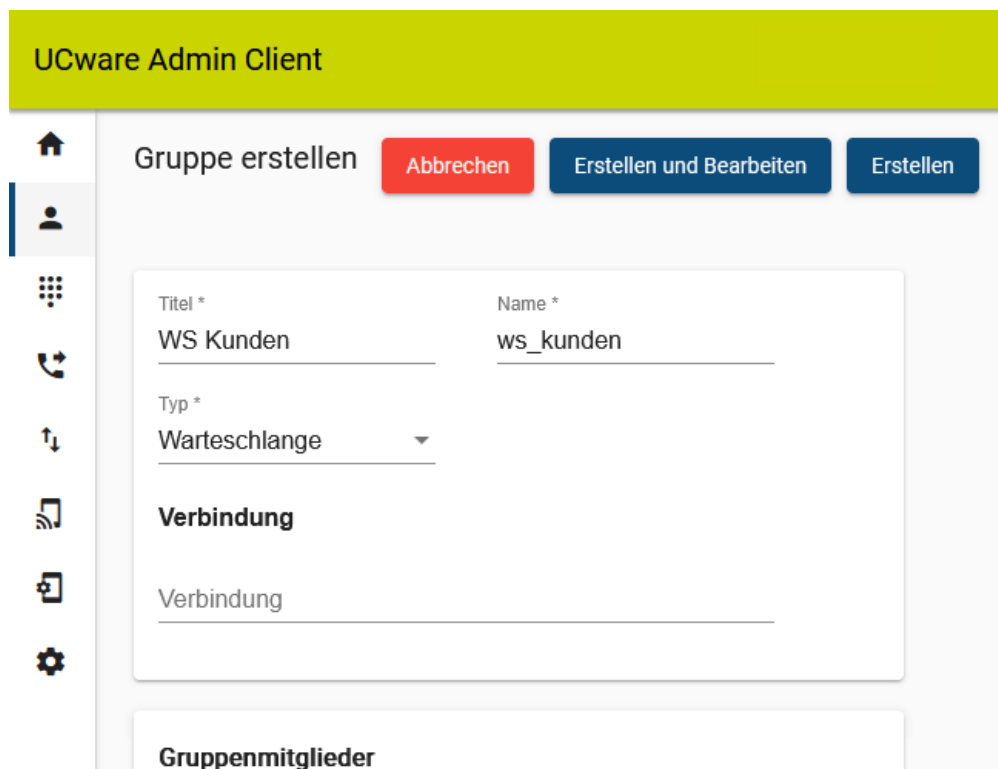 UCware Admin Client
Gruppe erstellen Abbrechen Erstellen und Bearbeiten Erstellen
Titel * Name *
WS Kunden ws_kunden
Typ *
Warteschlange
Verbindung
Verbindung
Gruppenmitglieder